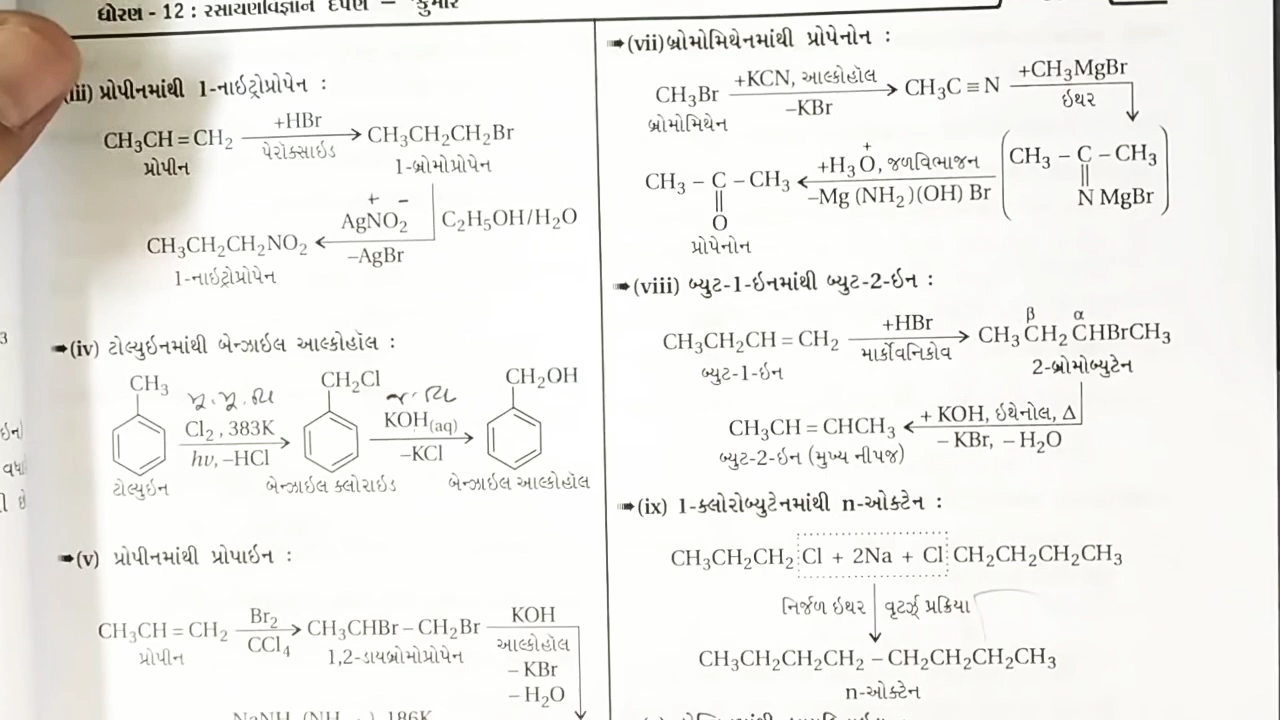 ધોરણ - 12 : રસાયણવિજ્ઞાન દર્પણ – કુમાર
(iii) પ્રોપીનમાંથી 1-નાઇટ્રોપ્રોપેન :
CH₃CH = CH₂ +HBr પેરોક્સાઇડ → CH₃CH₂CH₂Br
પ્રોપીન 1-બ્રોમોપ્રોપેન
+ –
AgNO₂ C₂H₅OH/H₂O
CH₃CH₂CH₂NO₂ ← –AgBr
1-નાઇટ્રોપ્રોપેન
➠(iv) ટોલ્યુઇનમાંથી બેન્ઝાઇલ આલ્કોહૉલ :
CH₃ CH₂Cl CH₂OH
Cl₂ , 383K KOH₍aq₎
hν, –HCl –KCl
ટોલ્યુઇન બેન્ઝાઇલ ક્લોરાઇડ બેન્ઝાઇલ આલ્કોહૉલ
➠(v) પ્રોપીનમાંથી પ્રોપાઇન :
CH₃CH = CH₂ Br₂ CCl₄ → CH₃CHBr – CH₂Br KOH
પ્રોપીન 1,2-ડાયબ્રોમોપ્રોપેન આલ્કોહૉલ
– KBr
– H₂O
➠(vii)બ્રોમોમિથેનમાંથી પ્રોપેનોન :
CH₃Br +KCN, આલ્કોહૉલ –KBr → CH₃C ≡ N +CH₃MgBr ઇથર
બ્રોમોમિથેન
CH₃ – C – CH₃ ← +H₃O⁺, જળવિભાજન –Mg (NH₂)(OH) Br (CH₃ – C – CH₃)
|| ||
O N MgBr
પ્રોપેનોન
➠(viii) બ્યુટ-1-ઇનમાંથી બ્યુટ-2-ઇન :
β α
CH₃CH₂CH = CH₂ +HBr માર્કોવનિકોવ → CH₃CH₂CHBrCH₃
બ્યુટ-1-ઇન 2-બ્રોમોબ્યુટેન
CH₃CH = CHCH₃ ← + KOH, ઇથેનોલ, Δ – KBr, – H₂O
બ્યુટ-2-ઇન (મુખ્ય નીપજ)
➠(ix) 1-ક્લોરોબ્યુટેનમાંથી n-ઓક્ટેન :
CH₃CH₂CH₂ Cl + 2Na + Cl CH₂CH₂CH₂CH₃
નિર્જળ ઇથર વુર્ટ્ઝ પ્રક્રિયા
CH₃CH₂CH₂CH₂ – CH₂CH₂CH₂CH₃
n-ઓક્ટેન